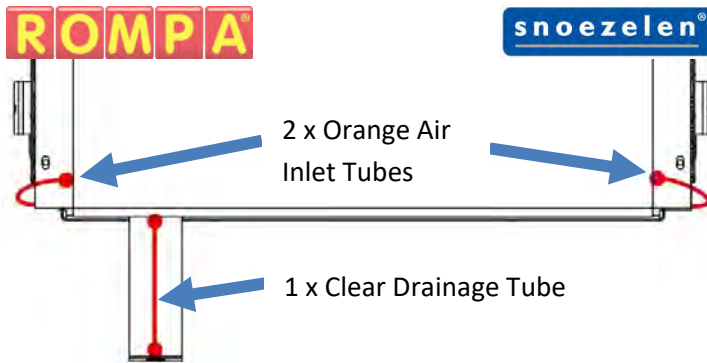 ROMPA®
snoezelen®
2 x Orange Air
Inlet Tubes
1 x Clear Drainage Tube